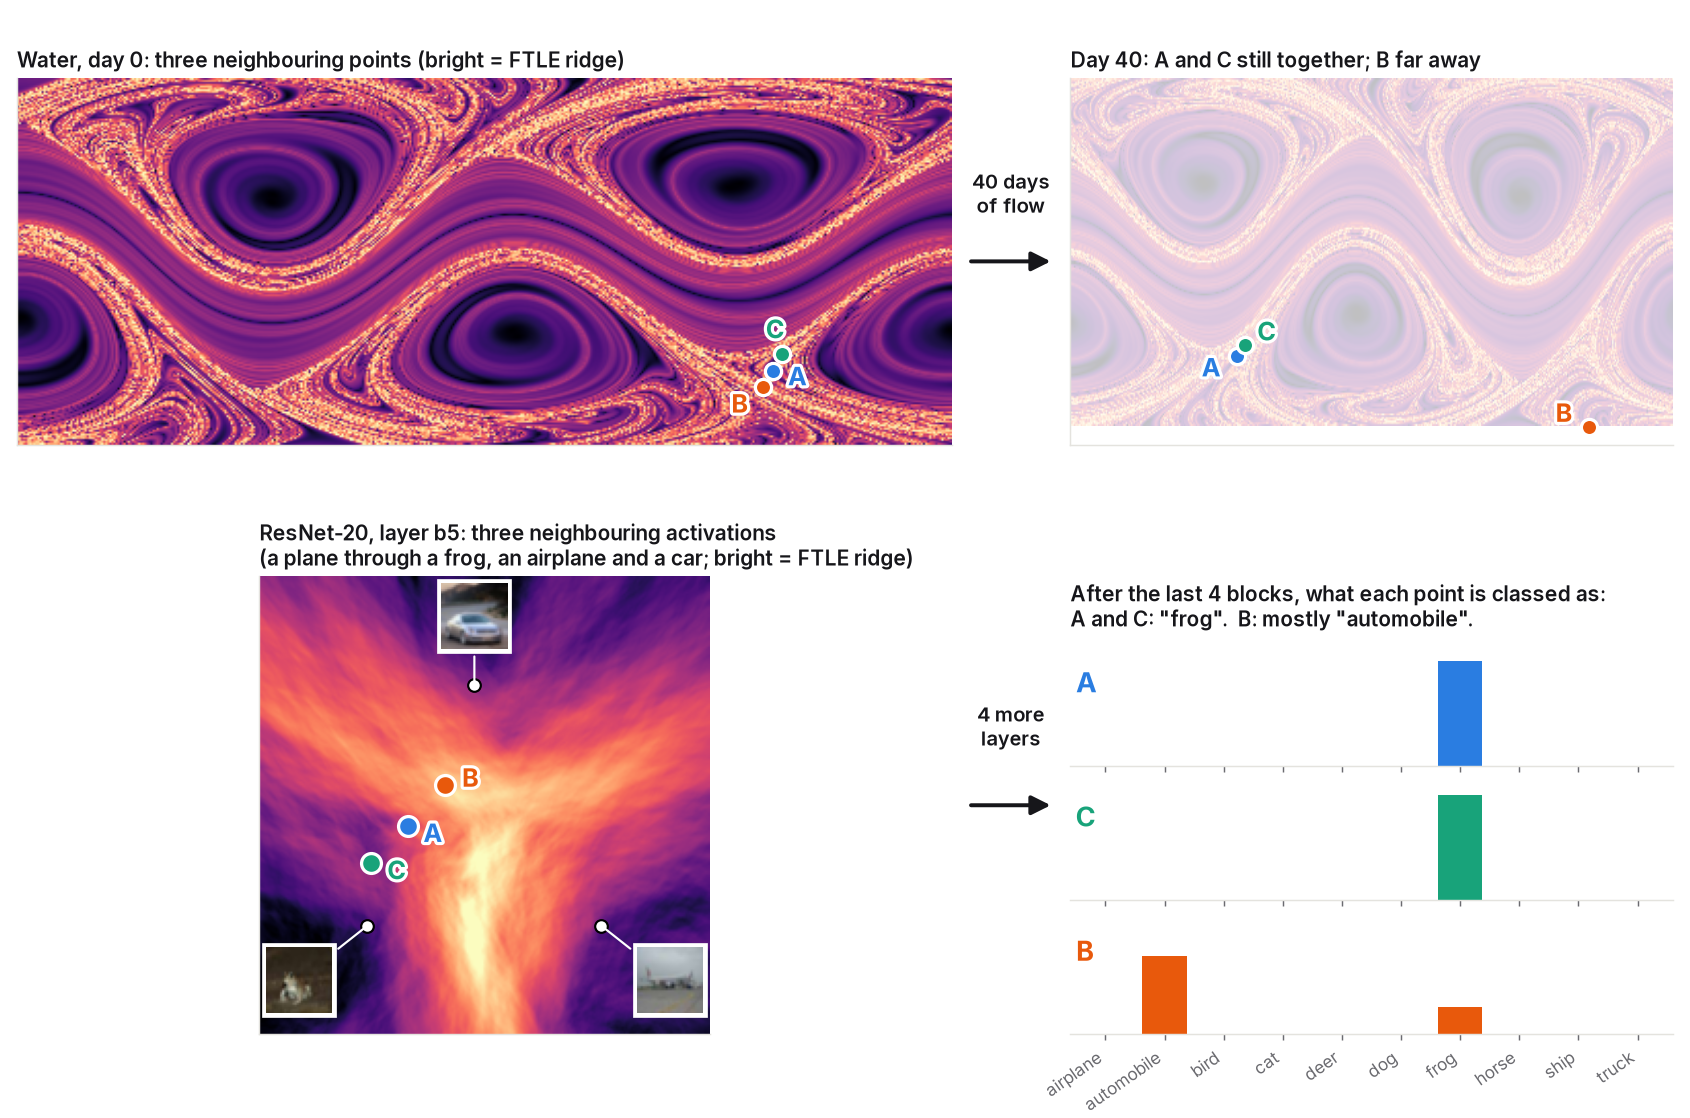 Water, day 0: three neighbouring points (bright = FTLE ridge)
Day 40: A and C still together; B far away
C
A
B
40 days
of flow
C
A
B
ResNet-20, layer b5: three neighbouring activations
(a plane through a frog, an airplane and a car; bright = FTLE ridge)
B
A
C
4 more
layers
After the last 4 blocks, what each point is classed as:
A and C: "frog".  B: mostly "automobile".
A
C
B
airplane
automobile
bird
cat
deer
dog
frog
horse
ship
truck